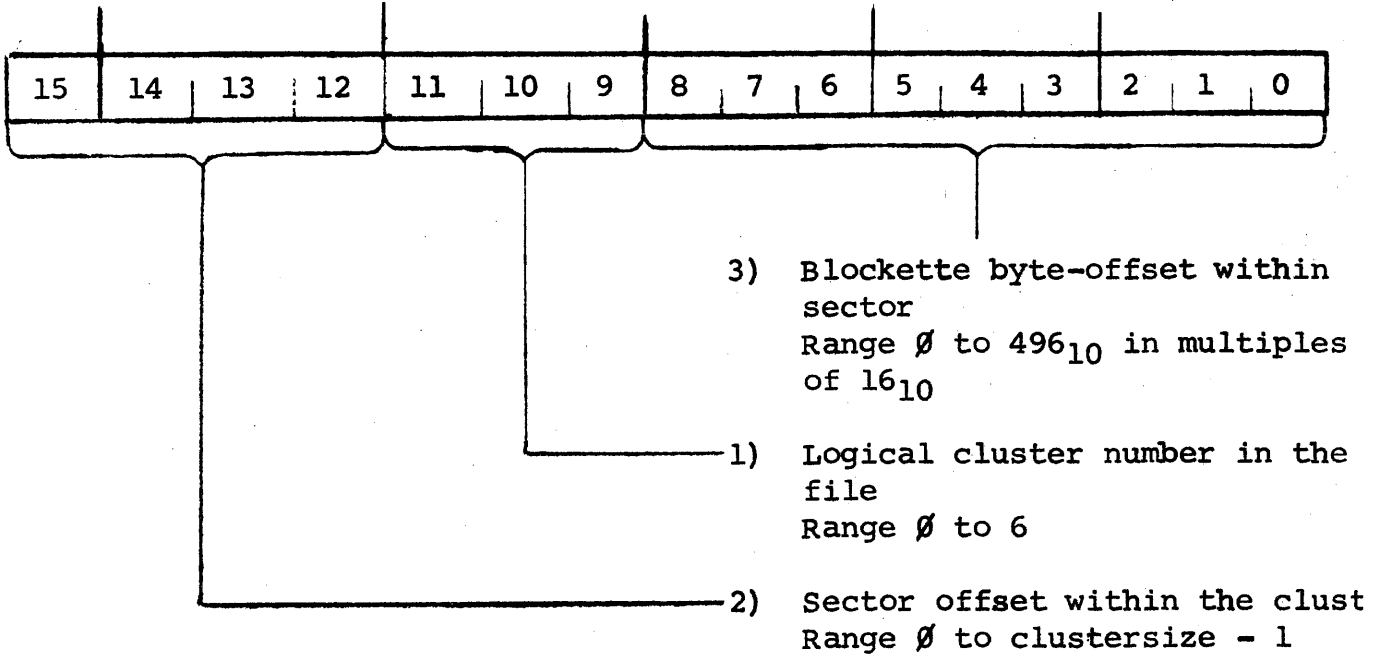 15 14 13 12 11 10 9 8 7 6 5 4 3 2 1 0
3) Blockette byte-offset within
sector
Range Ø to 496₁₀ in multiples
of 16₁₀
1) Logical cluster number in the
file
Range Ø to 6
2) Sector offset within the clust
Range Ø to clustersize - 1